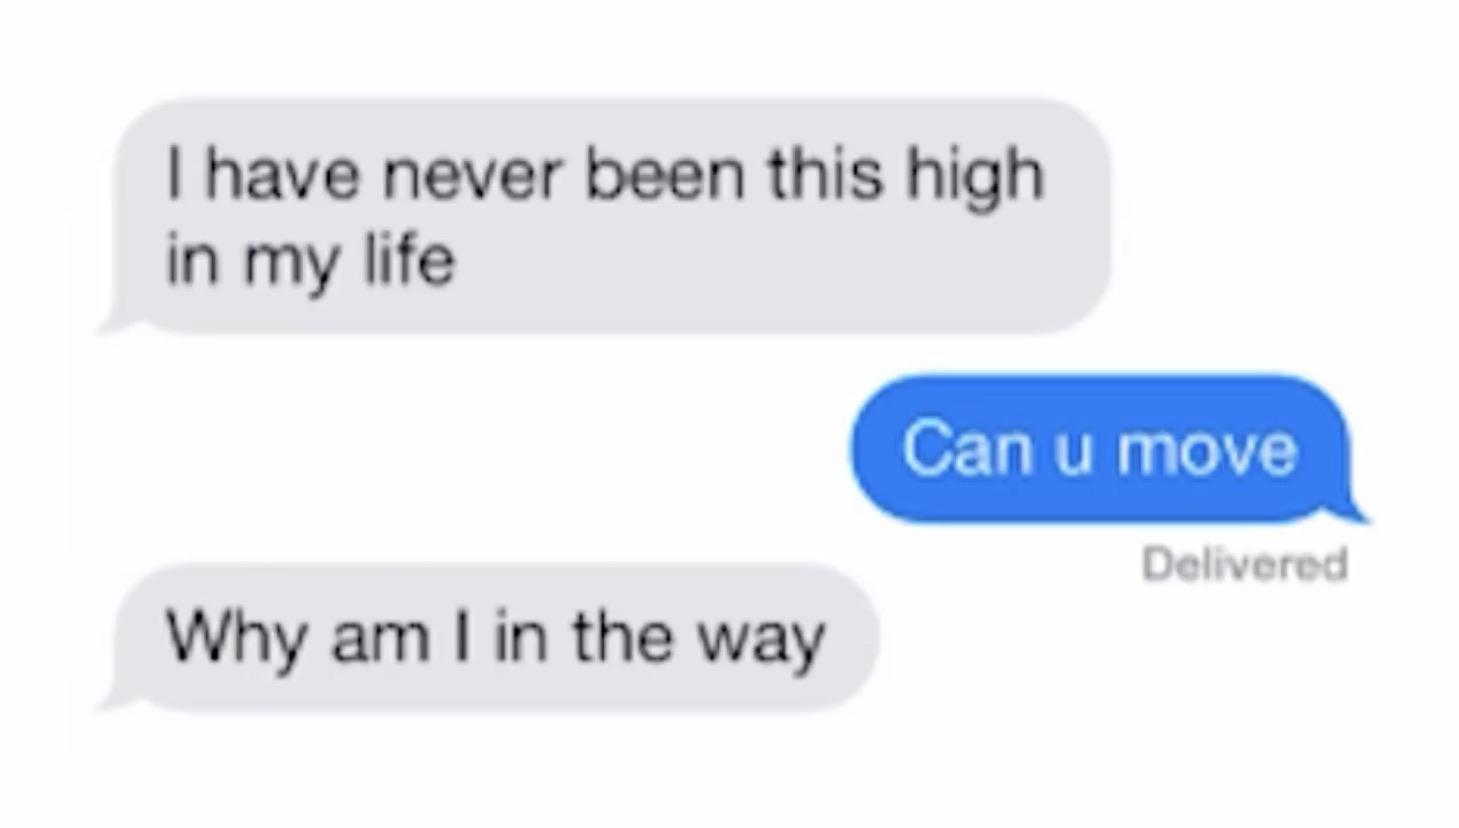 I have never been this high
in my life
Can u move
Delivered
Why am I in the way